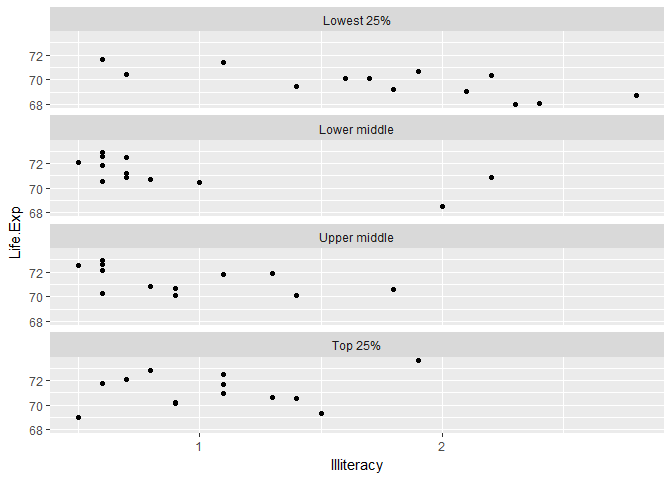 Lowest 25%
72
70
68
Lower middle
72
70
68
Life.Exp
Upper middle
72
70
68
Top 25%
72
70
68
1 2
Illiteracy